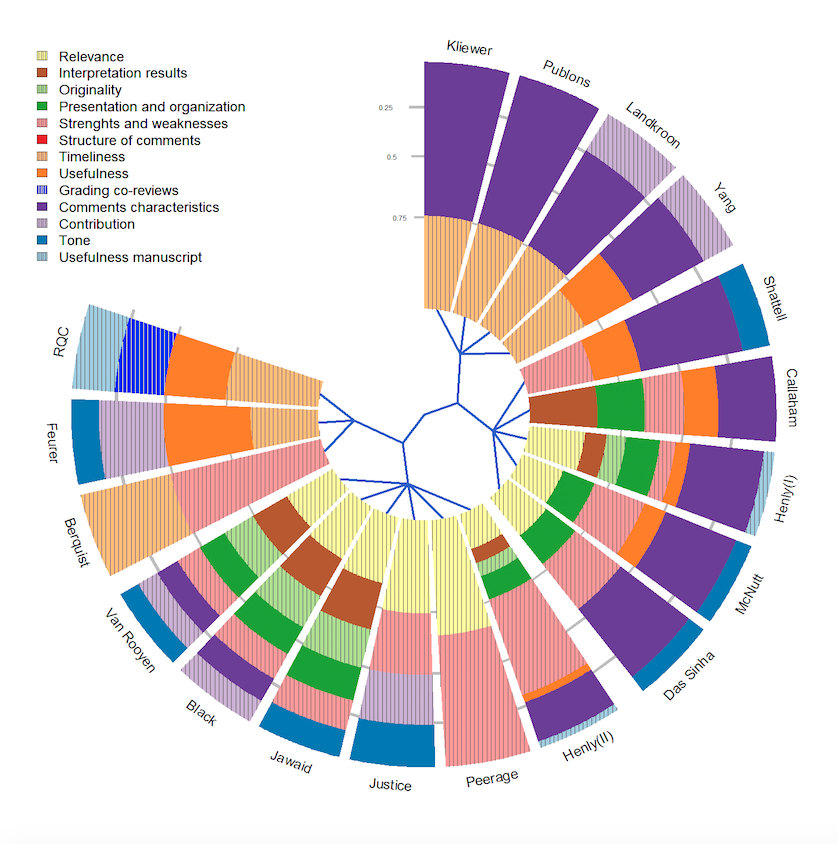 Relevance
Interpretation results
Originality
Presentation and organization
Strenghts and weaknesses
Structure of comments
Timeliness
Usefulness
Grading co-reviews
Comments characteristics
Contribution
Tone
Usefulness manuscript
0.25
0.5
0.75
Kliewer
Publons
Landkroon
Yang
Shattell
Callaham
Henly(I)
McNutt
Das Sinha
Henly(II)
Peerage
Justice
Jawaid
Black
Van Rooyen
Berquist
Feurer
RQC